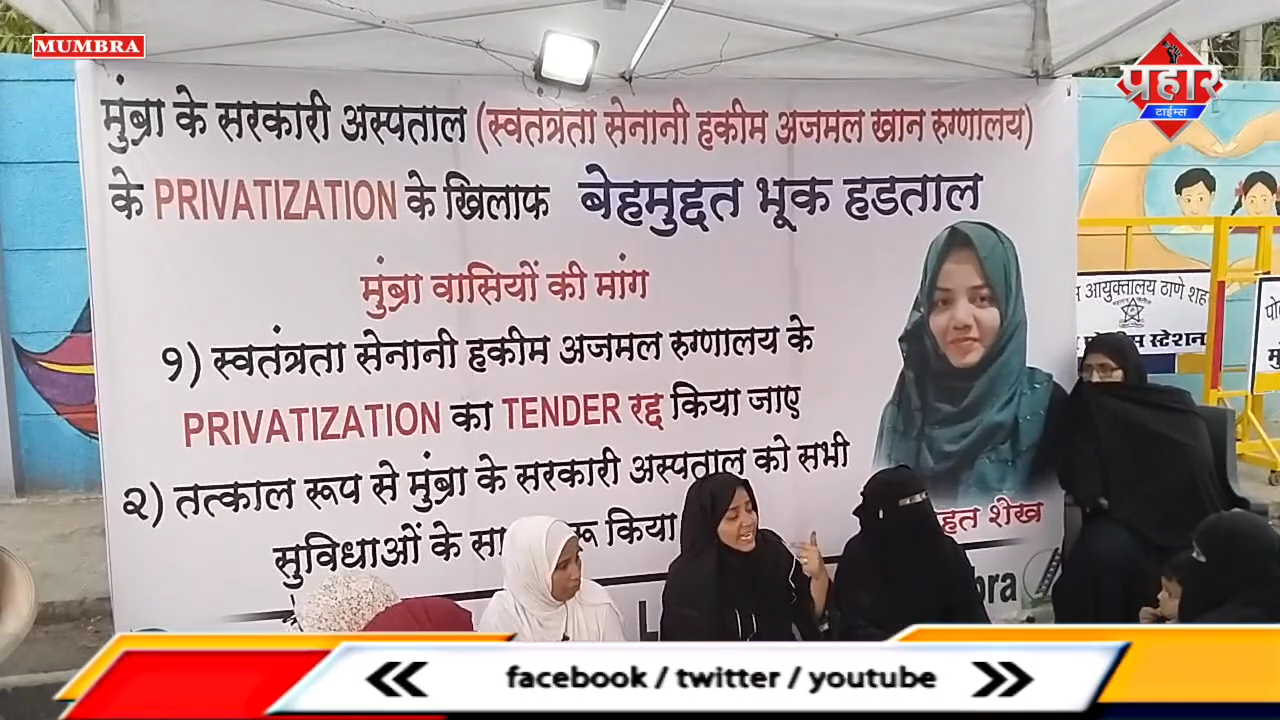 MUMBRA
प्रहार
टाईम्स
मुंब्रा के सरकारी अस्पताल (स्वतंत्रता सेनानी हकीम अजमल खान रुग्णालय)
के PRIVATIZATION के खिलाफ बेहमुद्दत भूक हडताल
मुंब्रा वासियों की मांग
१) स्वतंत्रता सेनानी हकीम अजमल रुग्णालय के
PRIVATIZATION का TENDER रद्द किया जाए
२) तत्काल रूप से मुंब्रा के सरकारी अस्पताल को सभी
सुविधाओं के किया
शेख
आयुक्तालय ठाणे शह
स्टेशन
facebook / twitter / youtube